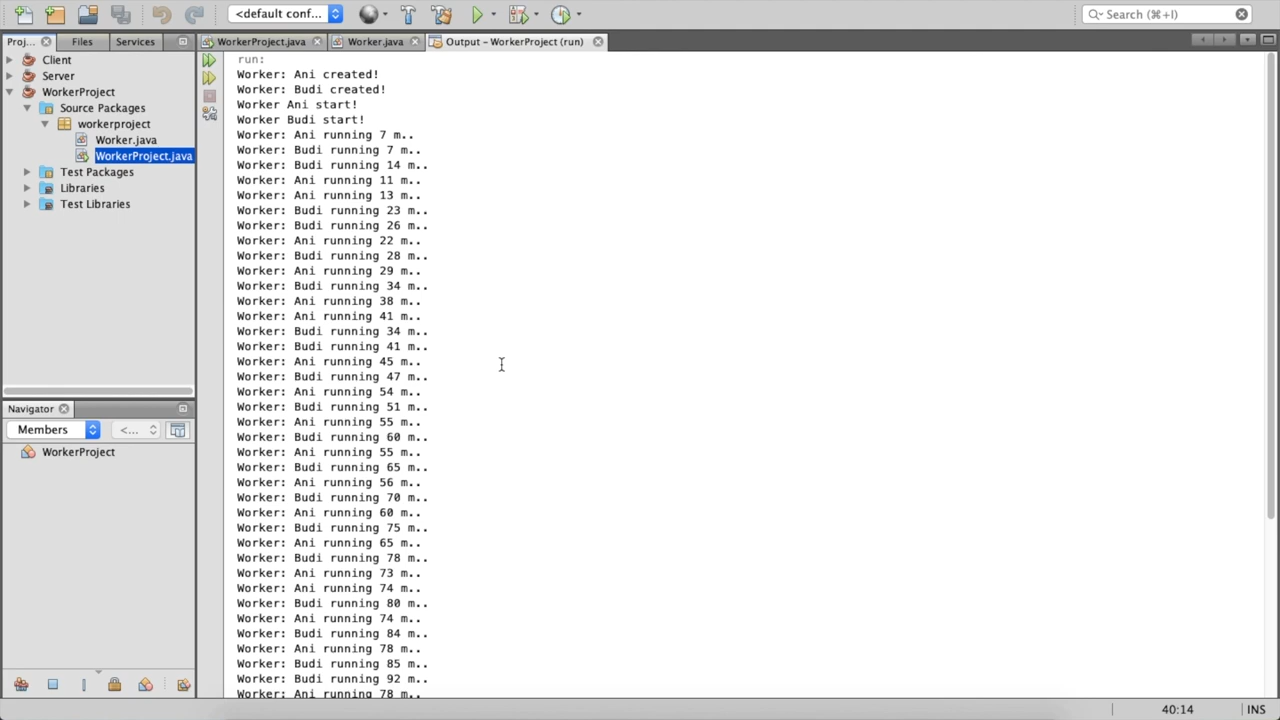 <default conf...
Search (⌘+I)
Proj...
Files
Services
WorkerProject.java
Worker.java
Output – WorkerProject (run)
Client
Server
WorkerProject
Source Packages
workerproject
Worker.java
WorkerProject.java
Test Packages
Libraries
Test Libraries
Navigator
Members
<...
WorkerProject
run:
Worker: Ani created!
Worker: Budi created!
Worker Ani start!
Worker Budi start!
Worker: Ani running 7 m..
Worker: Budi running 7 m..
Worker: Budi running 14 m..
Worker: Ani running 11 m..
Worker: Ani running 13 m..
Worker: Budi running 23 m..
Worker: Budi running 26 m..
Worker: Ani running 22 m..
Worker: Budi running 28 m..
Worker: Ani running 29 m..
Worker: Budi running 34 m..
Worker: Ani running 38 m..
Worker: Ani running 41 m..
Worker: Budi running 34 m..
Worker: Budi running 41 m..
Worker: Ani running 45 m..
Worker: Budi running 47 m..
Worker: Ani running 54 m..
Worker: Budi running 51 m..
Worker: Ani running 55 m..
Worker: Budi running 60 m..
Worker: Ani running 55 m..
Worker: Budi running 65 m..
Worker: Ani running 56 m..
Worker: Budi running 70 m..
Worker: Ani running 60 m..
Worker: Budi running 75 m..
Worker: Ani running 65 m..
Worker: Budi running 78 m..
Worker: Ani running 73 m..
Worker: Ani running 74 m..
Worker: Budi running 80 m..
Worker: Ani running 74 m..
Worker: Budi running 84 m..
Worker: Ani running 78 m..
Worker: Budi running 85 m..
Worker: Budi running 92 m..
Worker: Ani running 78 m..
40:14
INS